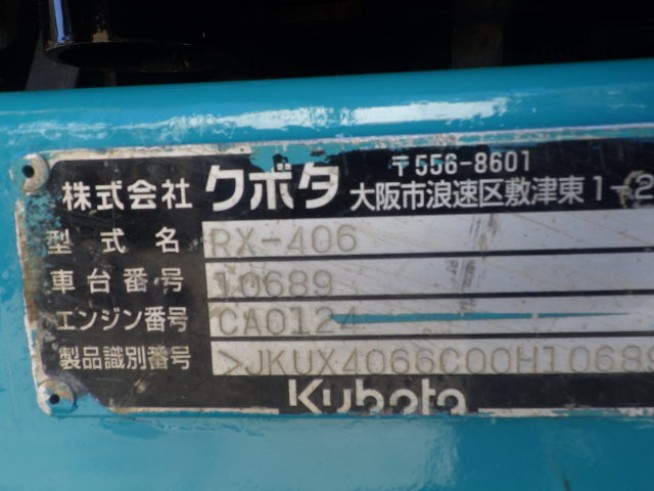 〒556-8601
株式会社 クボタ 大阪市浪速区敷津東1-2
型式名 RX-406
車台番号 10689
エンジン番号 CA0124
製品識別番号 >JKUX4066C00H10689
Kubota